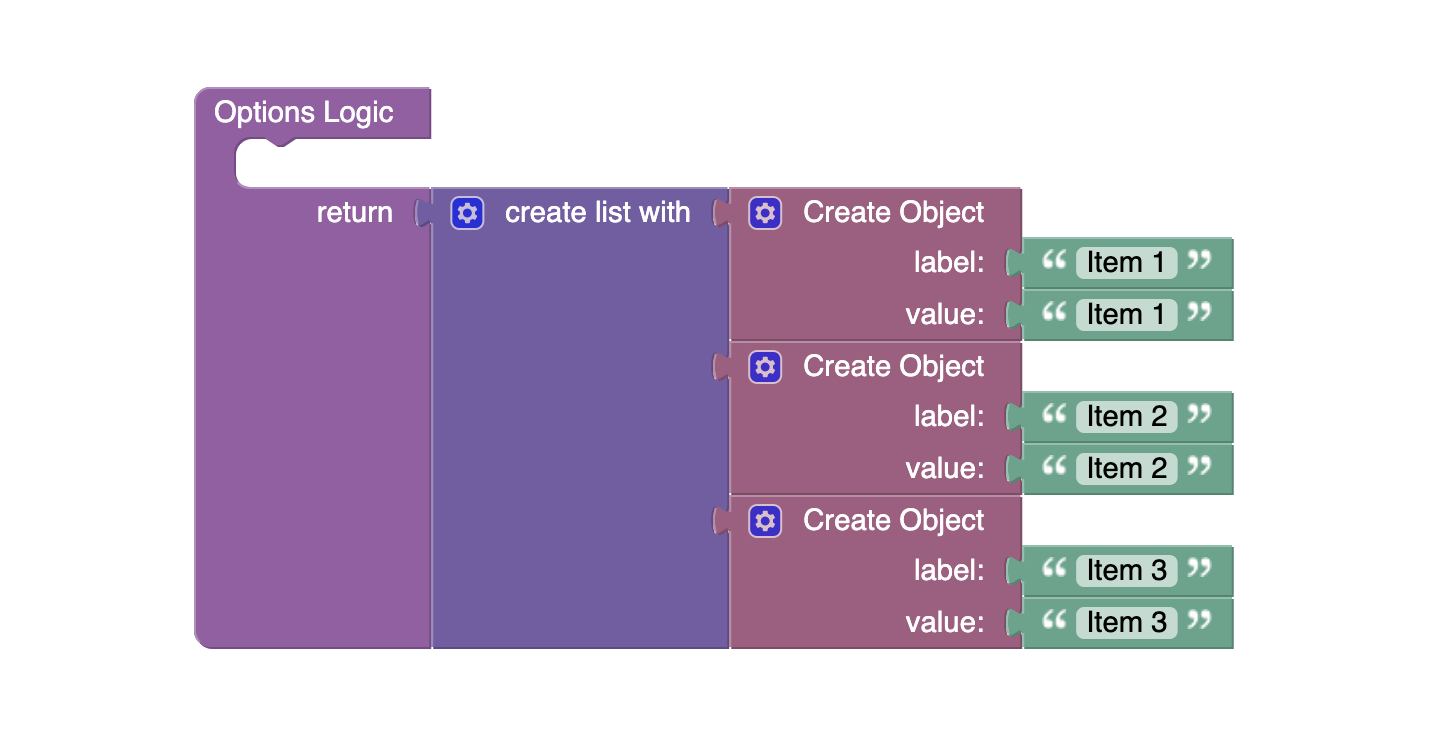 Options Logic
return create list with Create Object
label: “ Item 1 ”
value: “ Item 1 ”
Create Object
label: “ Item 2 ”
value: “ Item 2 ”
Create Object
label: “ Item 3 ”
value: “ Item 3 ”